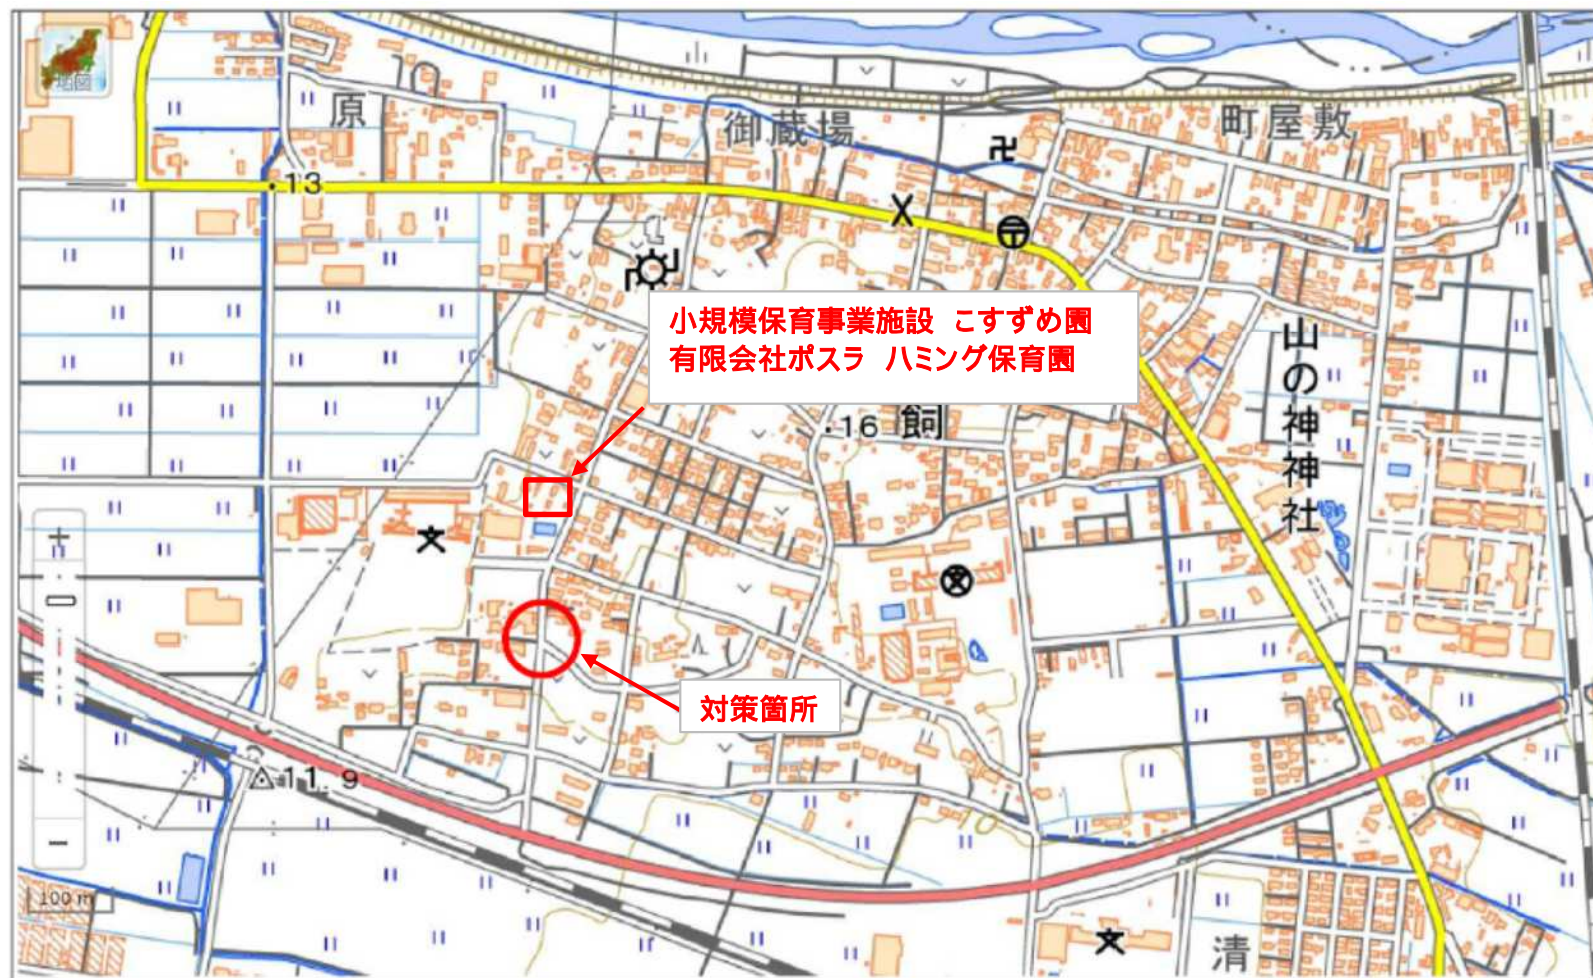 地図
原
御蔵場
町屋敷
13
小規模保育事業施設 こすずめ園
有限会社ポスラ ハミング保育園
山の神神社
16
飼
対策箇所
11.9
10
100 m
清